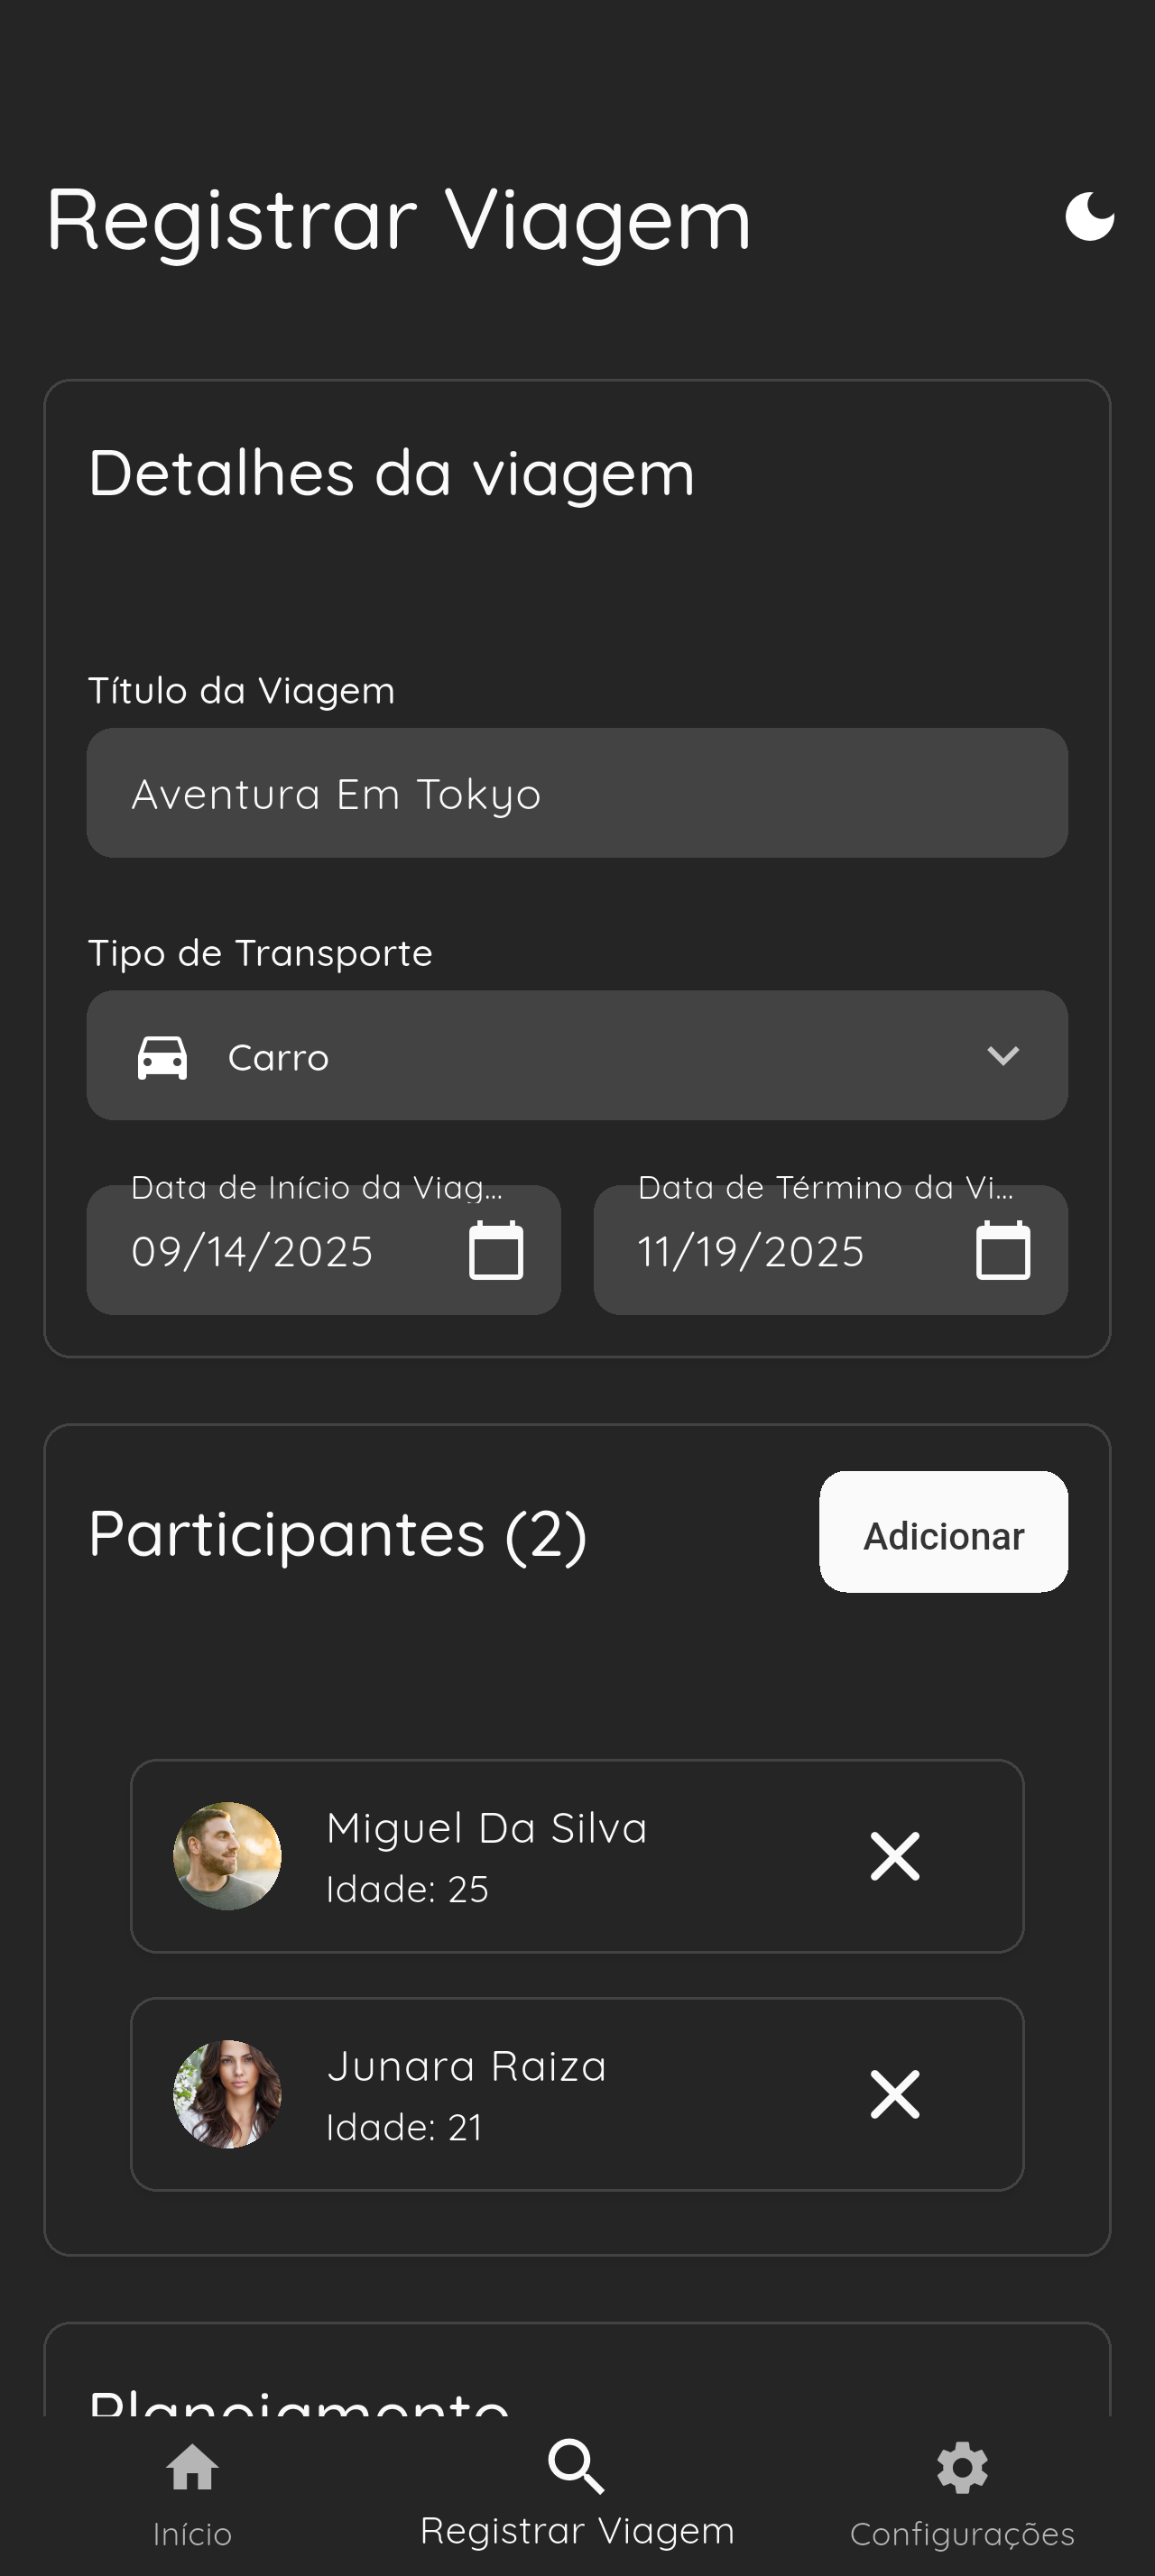 Registrar Viagem
Detalhes da viagem
Título da Viagem
Aventura Em Tokyo
Tipo de Transporte
Carro
Data de Início da Viag...
Data de Término da Vi...
09/14/2025
11/19/2025
Participantes (2)
Adicionar
Miguel Da Silva
Idade: 25
Junara Raiza
Idade: 21
Planejamento
Início
Registrar Viagem
Configurações